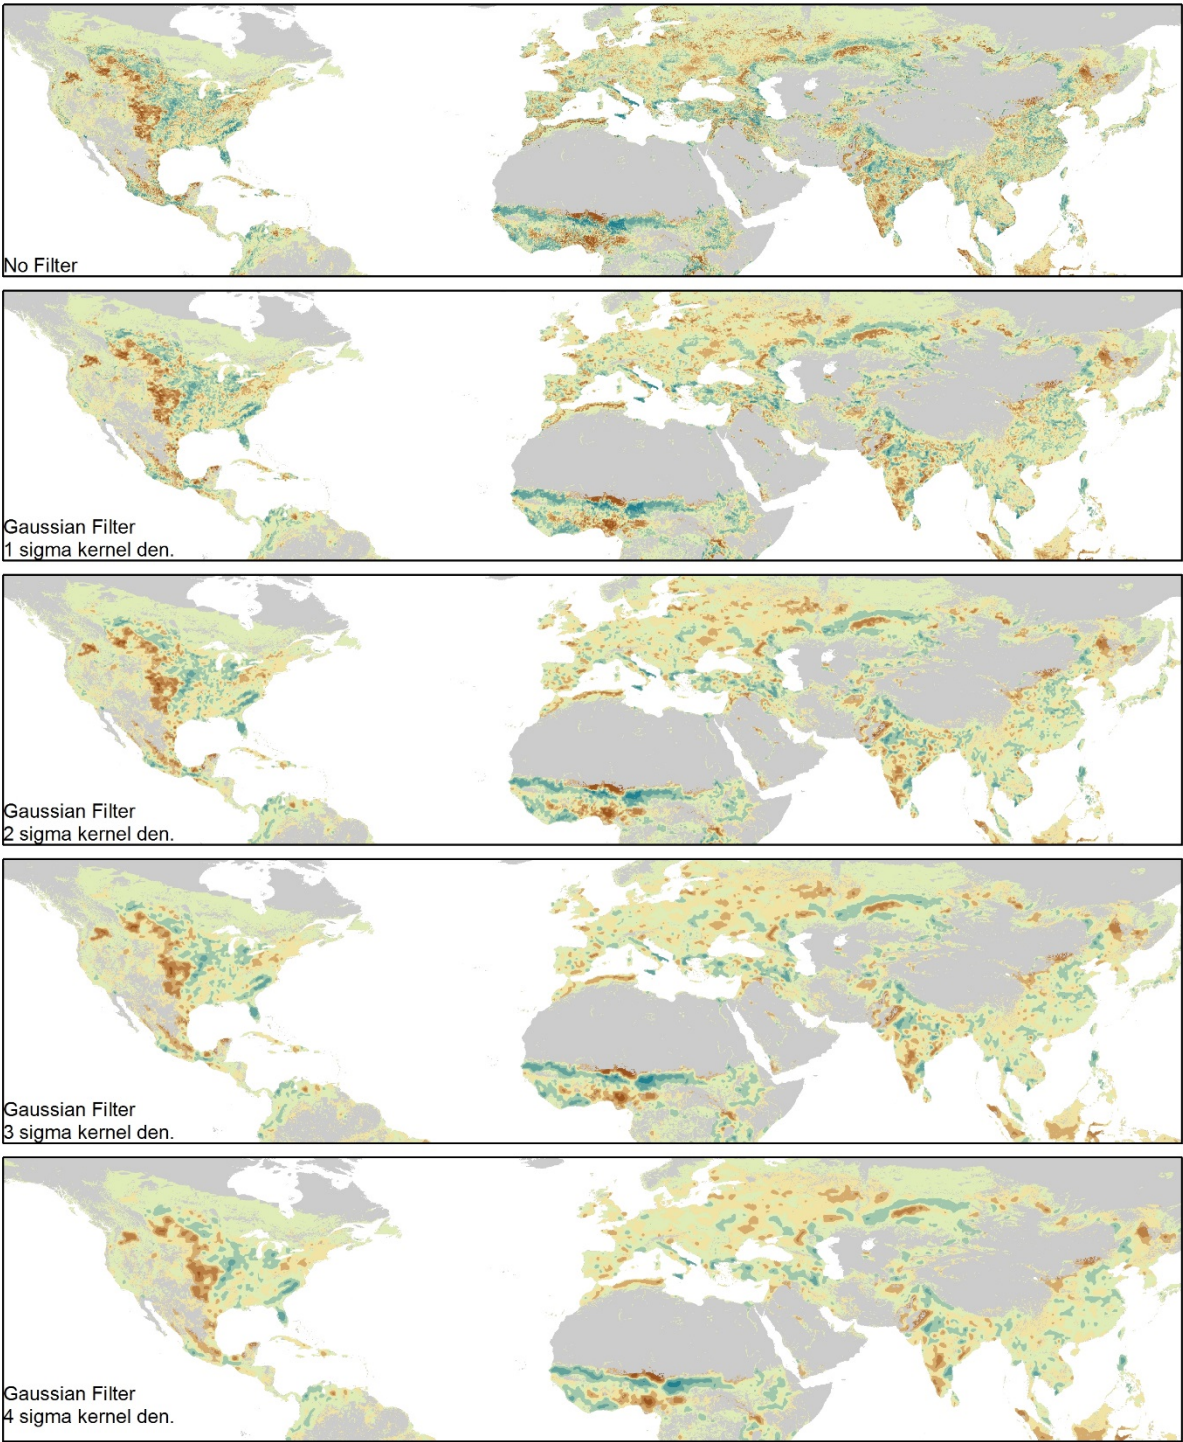 No Filter
Gaussian Filter
1 sigma kernel den.
Gaussian Filter
2 sigma kernel den.
Gaussian Filter
3 sigma kernel den.
Gaussian Filter
4 sigma kernel den.